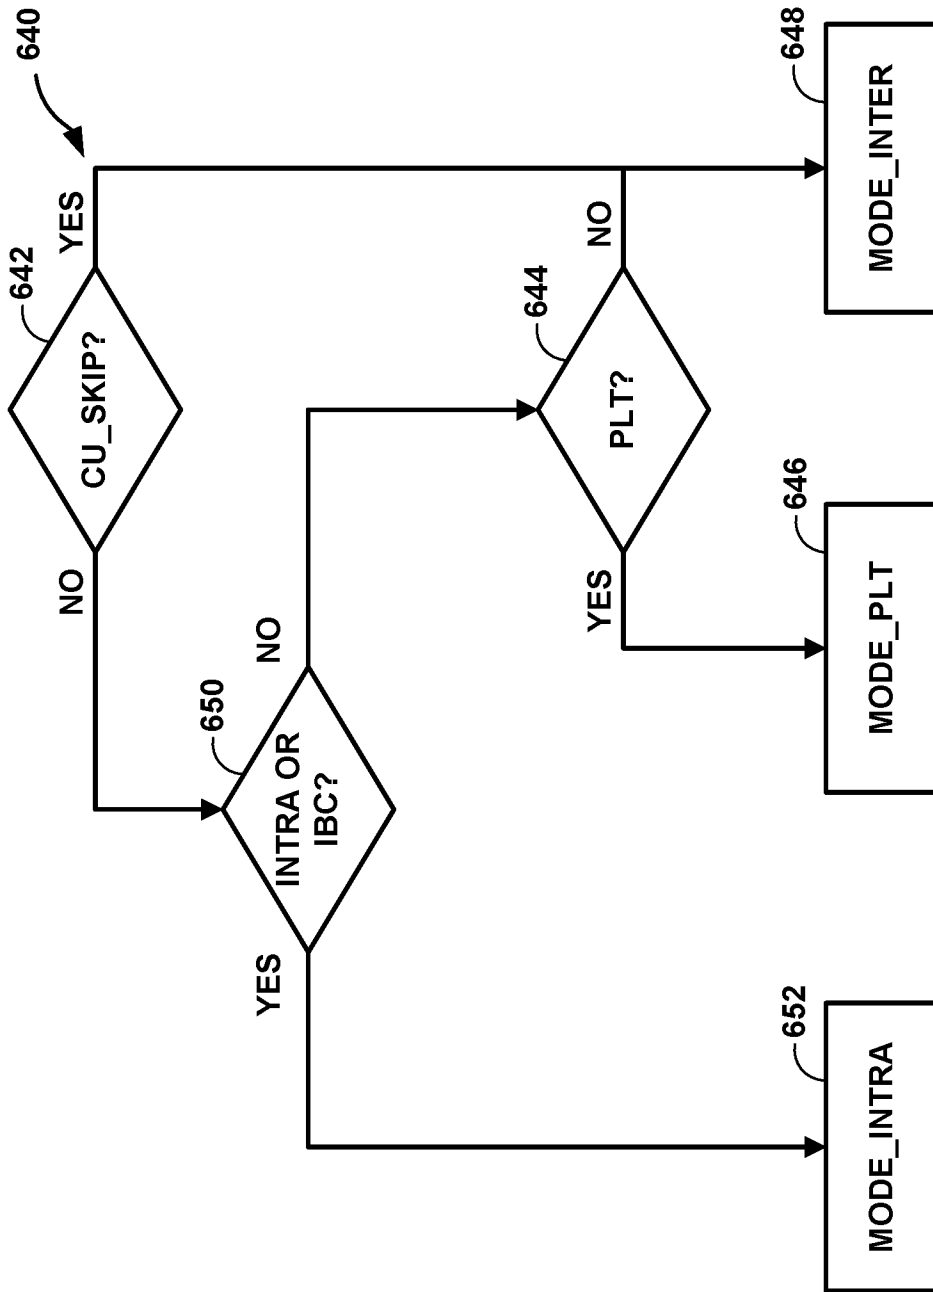 640
642
CU_SKIP?
NO
YES
650
INTRA OR
IBC?
YES
NO
644
PLT?
YES
NO
652
MODE_INTRA
646
MODE_PLT
648
MODE_INTER